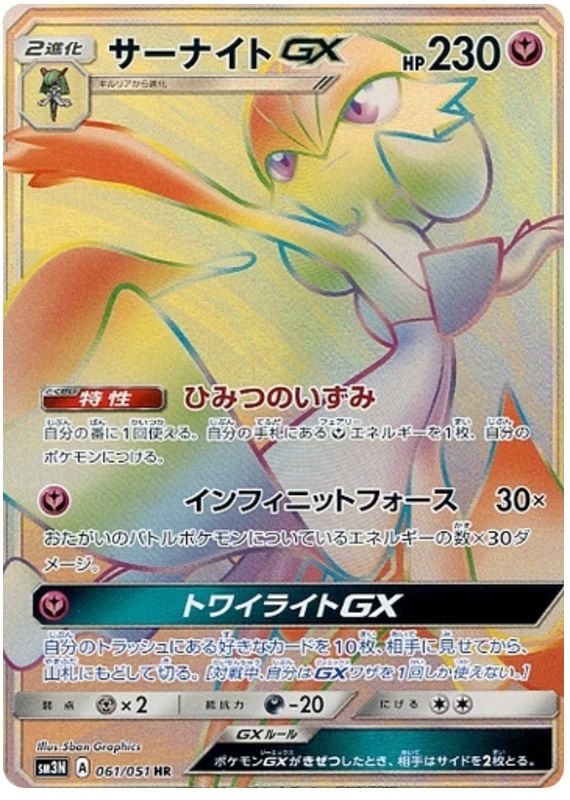 2進化 サーナイトGX HP230
キルリアから進化
特性 ひみつのいずみ
自分の番に1回使える。自分の手札にあるエネルギーを1枚、自分の
ポケモンにつける。
インフィニットフォース 30×
おたがいのバトルポケモンについているエネルギーの数×30ダ
メージ。
トワイライトGX
自分のトラッシュにある好きなカードを10枚、相手に見せてから、
山札にもどして切る。[対戦中、自分はGXワザを1回しか使えない。]
弱点 ×2 抵抗力 -20 にげる
GXルール
ポケモンGXがきぜつしたとき、相手はサイドを2枚とる。
Illus. 5ban Graphics
SM3N A 061/051 HR